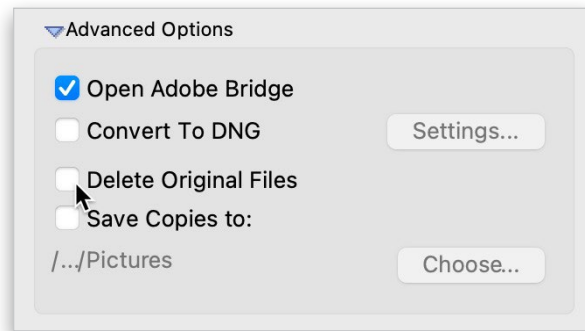 Advanced Options
Open Adobe Bridge
Convert To DNG Settings...
Delete Original Files
Save Copies to:
/.../Pictures Choose...